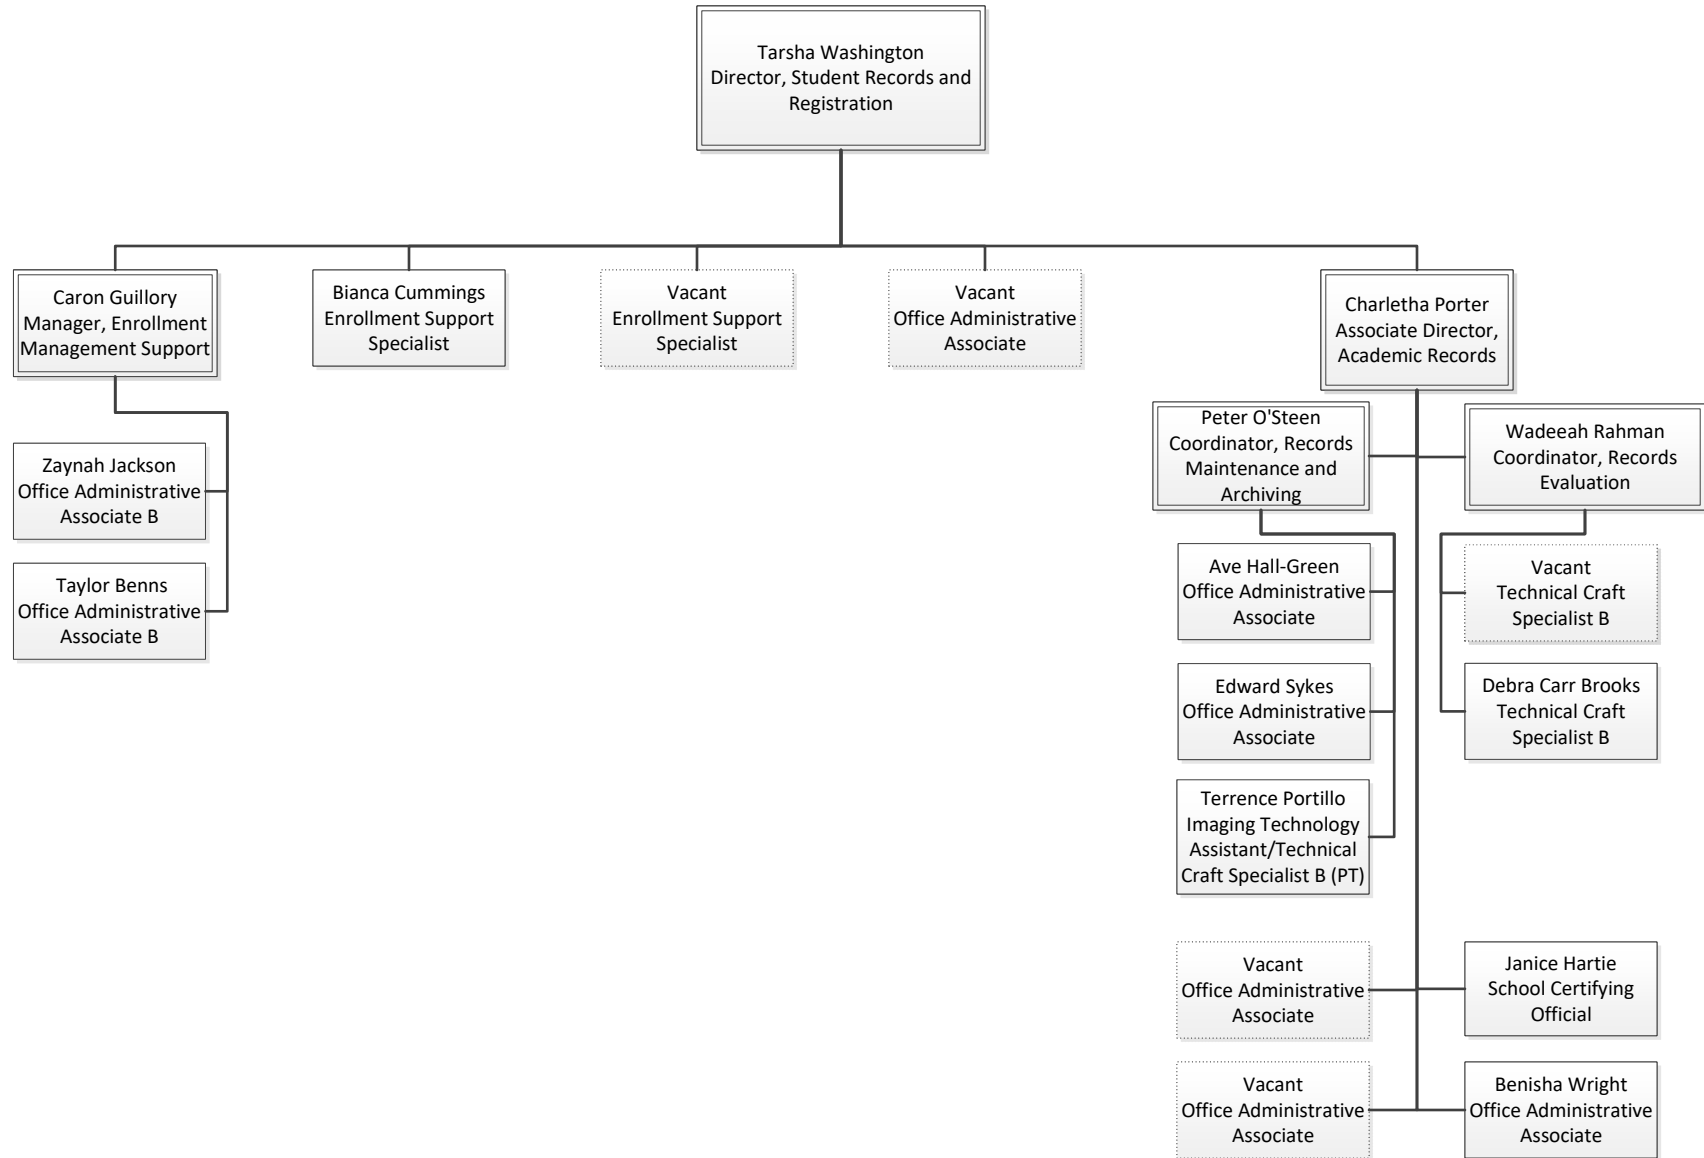 Tarsha Washington
Director, Student Records and
Registration
Caron Guillory
Manager, Enrollment
Management Support
Bianca Cummings
Enrollment Support
Specialist
Vacant
Enrollment Support
Specialist
Vacant
Office Administrative
Associate
Charletha Porter
Associate Director,
Academic Records
Zaynah Jackson
Office Administrative
Associate B
Taylor Benns
Office Administrative
Associate B
Peter O'Steen
Coordinator, Records
Maintenance and
Archiving
Wadeeah Rahman
Coordinator, Records
Evaluation
Ave Hall-Green
Office Administrative
Associate
Edward Sykes
Office Administrative
Associate
Terrence Portillo
Imaging Technology
Assistant/Technical
Craft Specialist B (PT)
Vacant
Technical Craft
Specialist B
Debra Carr Brooks
Technical Craft
Specialist B
Vacant
Office Administrative
Associate
Janice Hartie
School Certifying
Official
Vacant
Office Administrative
Associate
Benisha Wright
Office Administrative
Associate